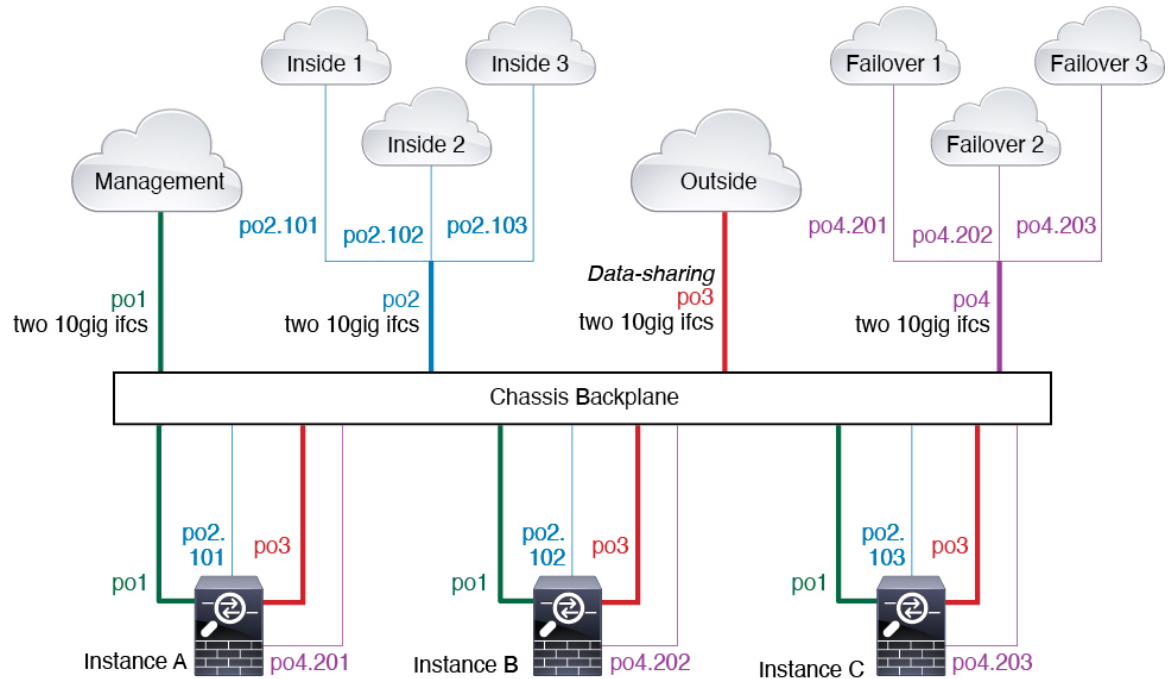 Inside 1
Inside 3
Failover 1
Failover 3
Inside 2
Failover 2
Management
Outside
po2.101
po2.102
po2.103
po4.201
po4.202
po4.203
Data-sharing
po1
two 10gig ifcs
po2
two 10gig ifcs
po3
two 10gig ifcs
po4
two 10gig ifcs
Chassis Backplane
po1
po2.
101
po3
po4.201
Instance A
po1
po2.
102
po3
po4.202
Instance B
po1
po2.
103
po3
po4.203
Instance C